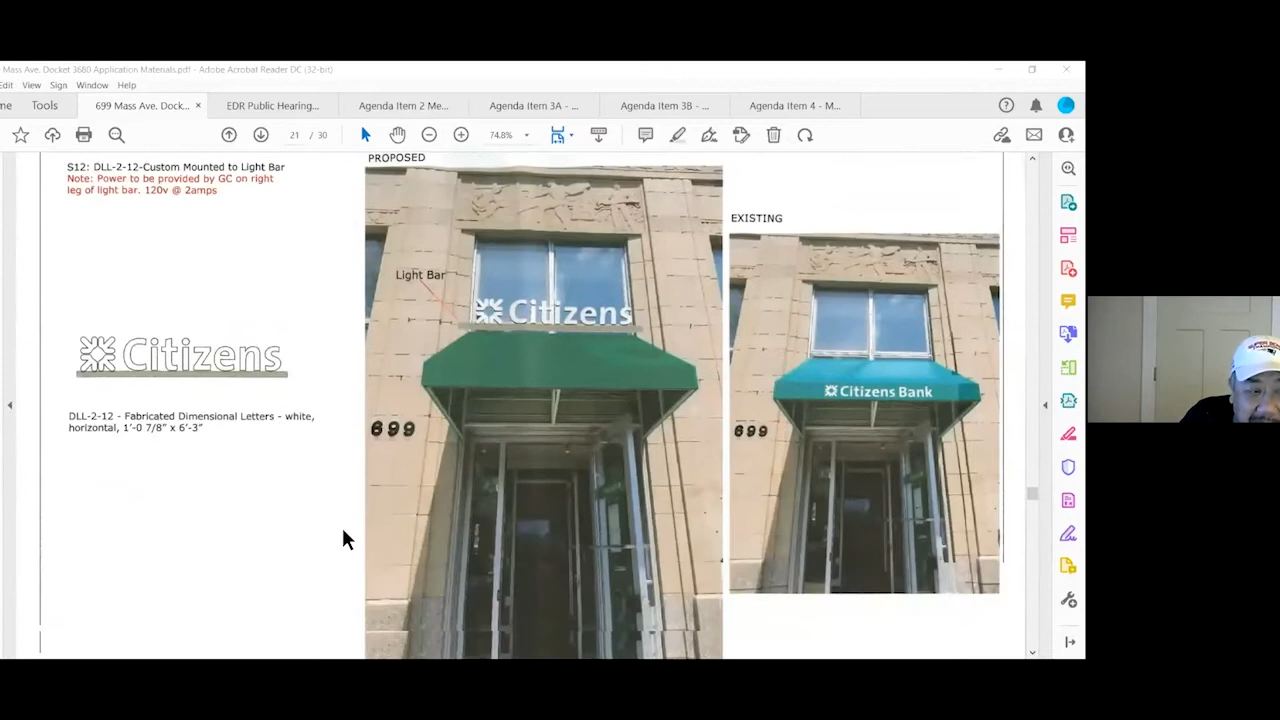 Mass Ave. Docket 3660 Application Materials.pdf - Adobe Acrobat Reader DC (32-bit)
Edit View Sign Window Help
me Tools 699 Mass Ave. Dock... × EDR Public Hearing... Agenda Item 2 Me... Agenda Item 3A - ... Agenda Item 3B - ... Agenda Item 4 - M...
21 / 30 74.8%
S12: DLL-2-12-Custom Mounted to Light Bar
Note: Power to be provided by GC on right
leg of light bar. 120v @ 2amps
Citizens
DLL-2-12 - Fabricated Dimensional Letters - white,
horizontal, 1'-0 7/8" x 6'-3"
PROPOSED
Light Bar
Citizens
699
EXISTING
Citizens Bank
699